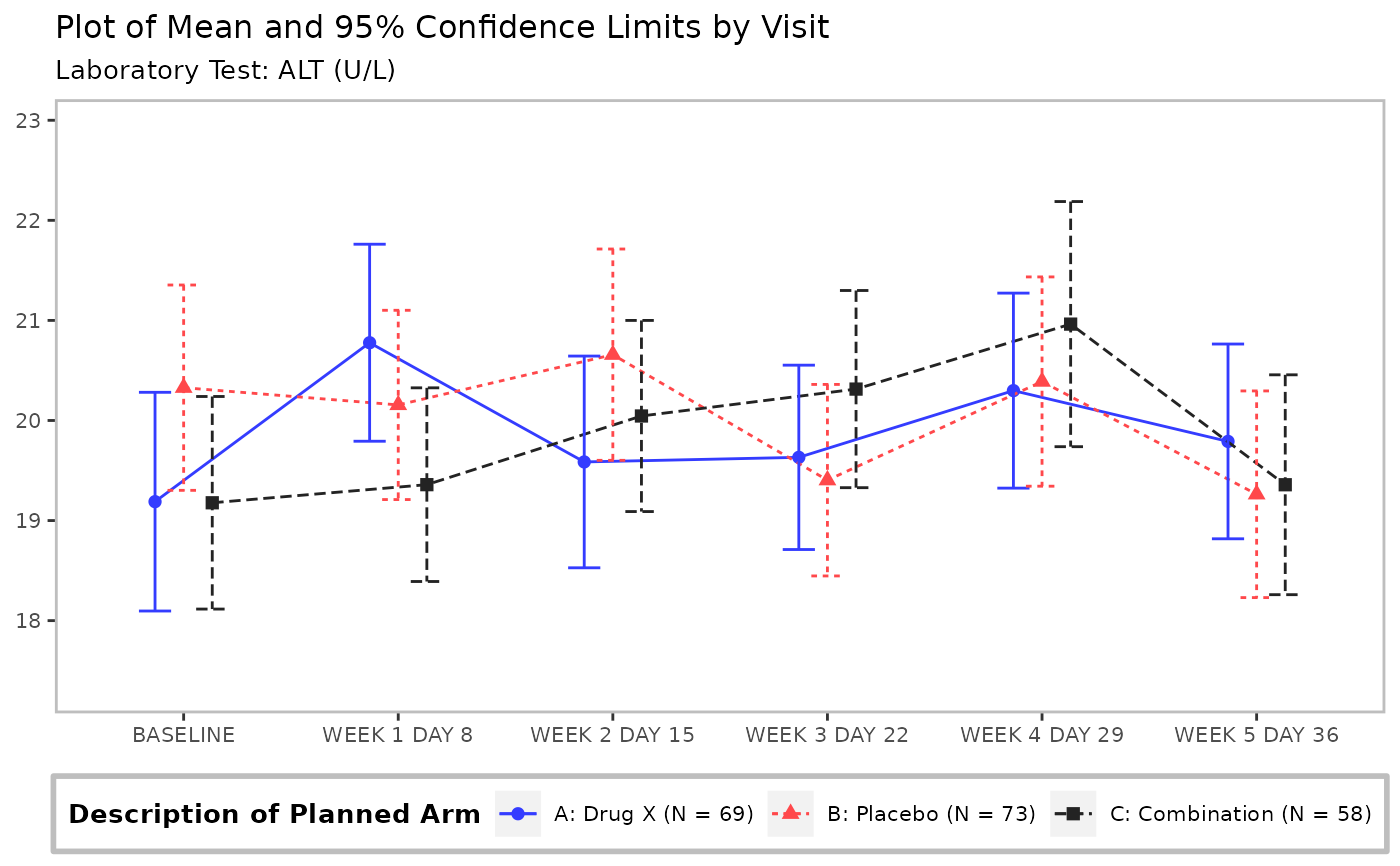 Plot of Mean and 95% Confidence Limits by Visit
Laboratory Test: ALT (U/L)
23
22
21
20
19
18
BASELINE WEEK 1 DAY 8 WEEK 2 DAY 15 WEEK 3 DAY 22 WEEK 4 DAY 29 WEEK 5 DAY 36
Description of Planned Arm A: Drug X (N = 69) B: Placebo (N = 73) C: Combination (N = 58)